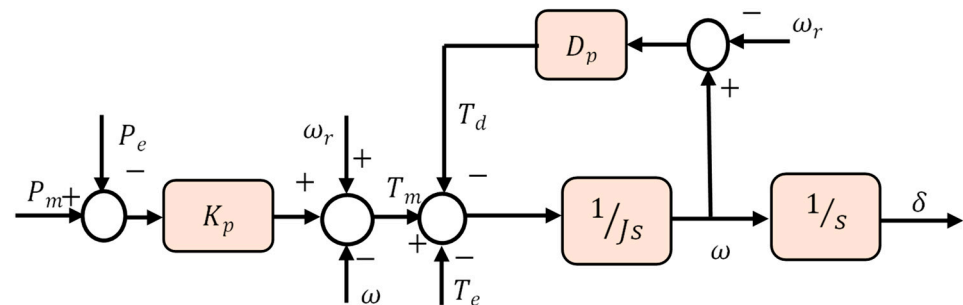 −
ω_r
D_p
+
T_d
P_e
−
ω_r
+
−
P_m
+
K_p
+
T_m
+
1/Js
1/s
δ
−
−
ω
ω
T_e